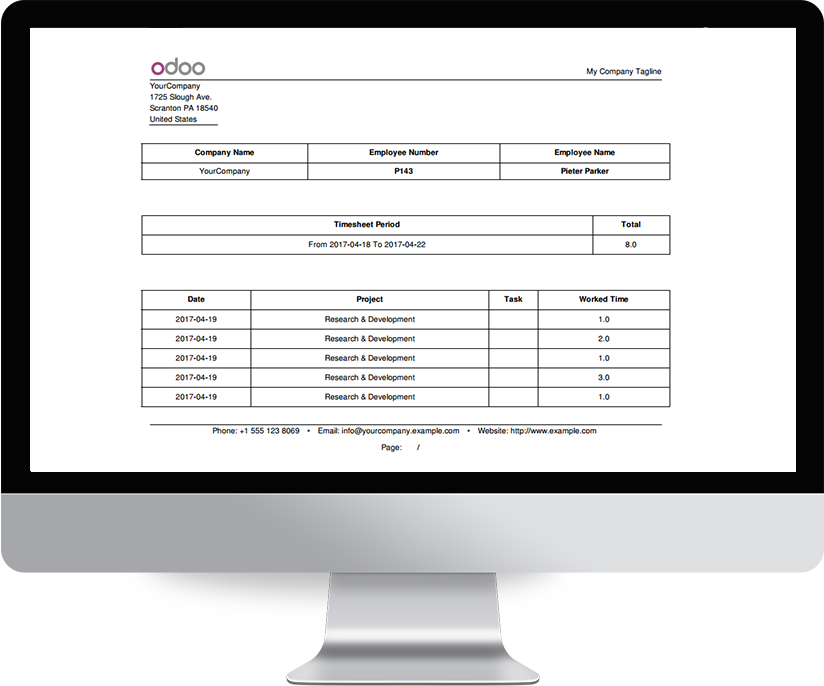 odoo
My Company Tagline
YourCompany
1725 Slough Ave.
Scranton PA 18540
United States
Company Name Employee Number Employee Name
YourCompany P143 Pieter Parker
Timesheet Period Total
From 2017-04-18 To 2017-04-22 8.0
Date Project Task Worked Time
2017-04-19 Research & Development 1.0
2017-04-19 Research & Development 2.0
2017-04-19 Research & Development 1.0
2017-04-19 Research & Development 3.0
2017-04-19 Research & Development 1.0
Phone: +1 555 123 8069 • Email: info@yourcompany.example.com • Website: http://www.example.com
Page: /